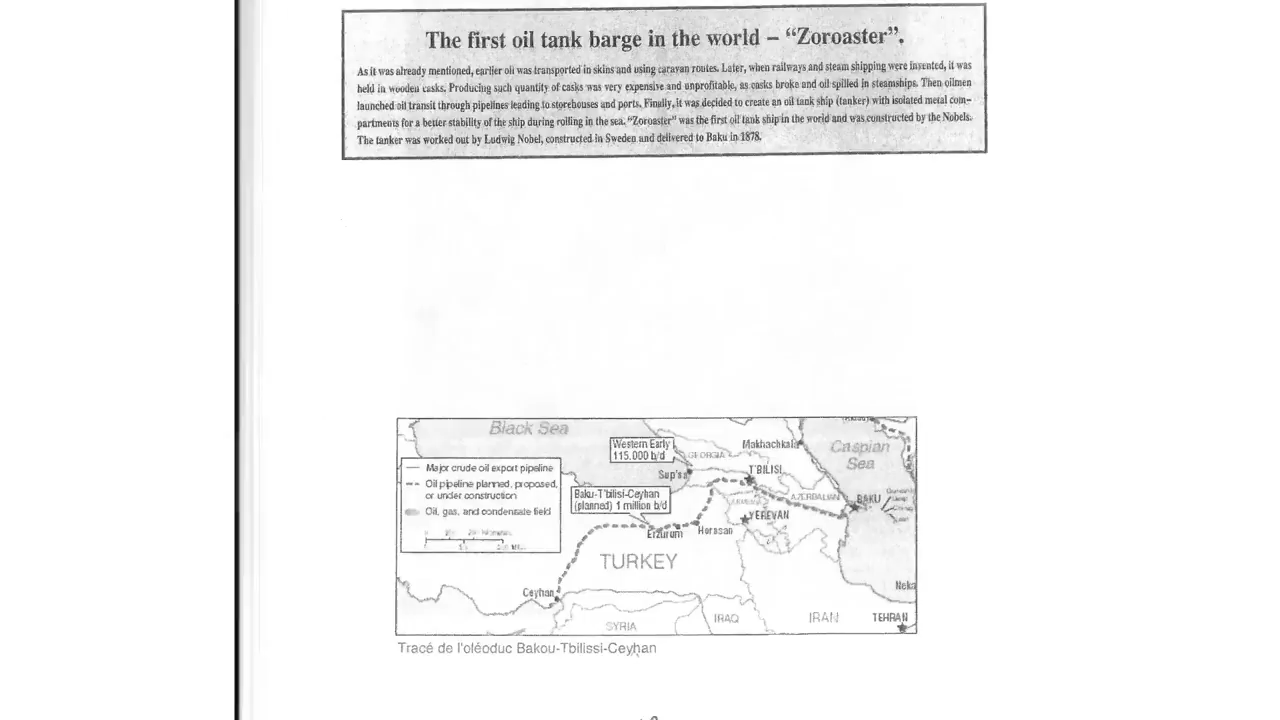 The first oil tank barge in the world – “Zoroaster”.
As it was already mentioned, earlier oil was transported in skins and using caravan routes. Later, when railways and steam shipping were invented, it was
held in wooden casks. Producing such quantity of casks was very expensive and unprofitable, as casks broke and oil spilled in steamships. Then oilmen
launched oil transit through pipelines leading to storehouses and ports. Finally, it was decided to create an oil tank ship (tanker) with isolated metal com-
partments for a better stability of the ship during rolling in the sea. "Zoroaster" was the first oil tank ship in the world and was constructed by the Nobels.
The tanker was worked out by Ludwig Nobel, constructed in Sweden and delivered to Baku in 1878.
Black Sea
Western Early
115.000 b/d
GEORGIA
Makhachkala
Caspian
Sea
Major crude oil export pipeline
Oil pipeline planned, proposed,
or under construction
Oil, gas, and condensate field
Sup'sa
T'BILISI
Baku-T'bilisi-Ceyhan
(planned) 1 million b/d
AZERBAIJAN
BAKU
YEREVAN
Erzurum
Horasan
TURKEY
Ceyhan
Neka
SYRIA
IRAQ
IRAN
TEHRAN
Tracé de l'oléoduc Bakou-Tbilissi-Ceyhan